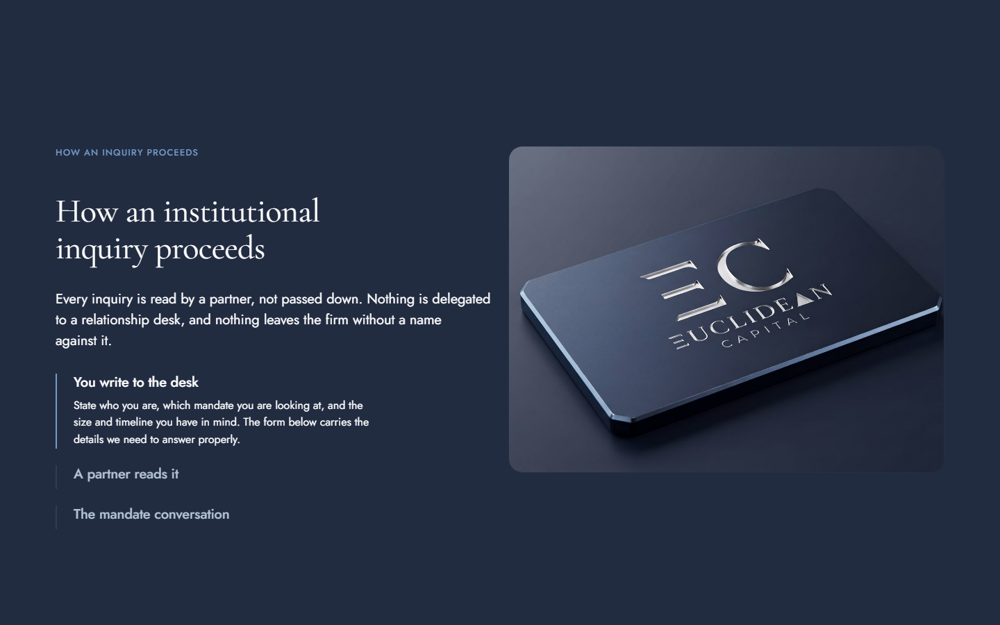 HOW AN INQUIRY PROCEEDS
How an institutional
inquiry proceeds
Every inquiry is read by a partner, not passed down. Nothing is delegated
to a relationship desk, and nothing leaves the firm without a name
against it.
You write to the desk
State who you are, which mandate you are looking at, and the
size and timeline you have in mind. The form below carries the
details we need to answer properly.
A partner reads it
The mandate conversation
EC
EUCLIDEAN
CAPITAL